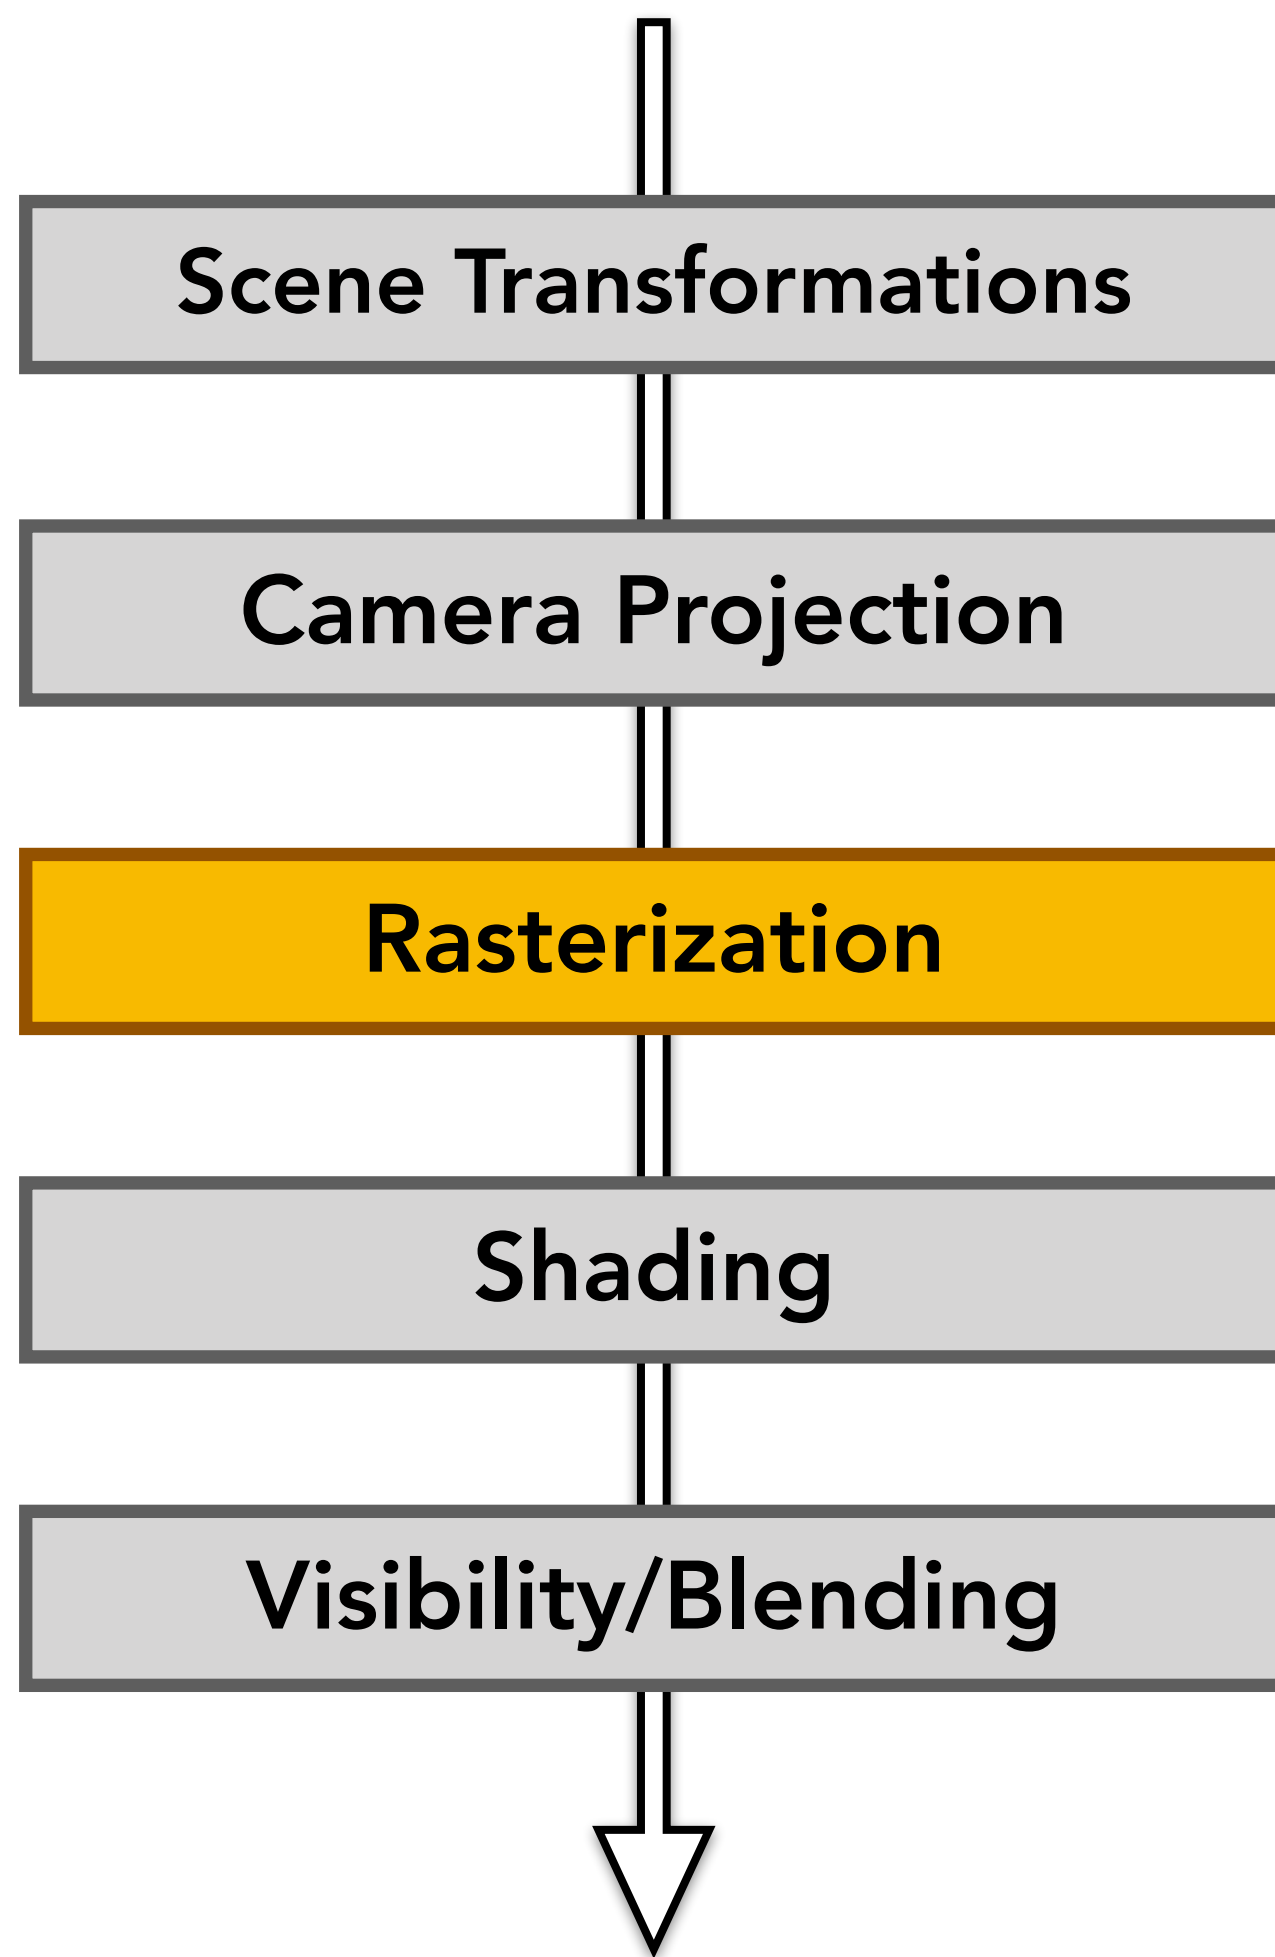 Scene Transformations
Camera Projection
Rasterization
Shading
Visibility/Blending